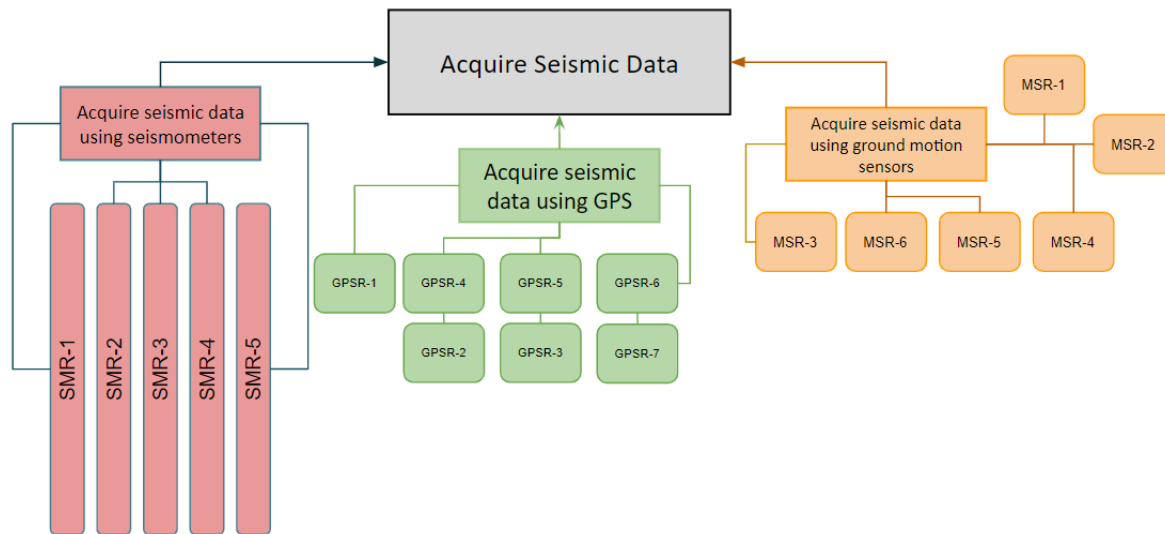 Acquire Seismic Data
Acquire seismic data
using seismometers
SMR-1
SMR-2
SMR-3
SMR-4
SMR-5
Acquire seismic
data using GPS
GPSR-1
GPSR-4
GPSR-5
GPSR-6
GPSR-2
GPSR-3
GPSR-7
Acquire seismic data
using ground motion
sensors
MSR-1
MSR-2
MSR-3
MSR-6
MSR-5
MSR-4